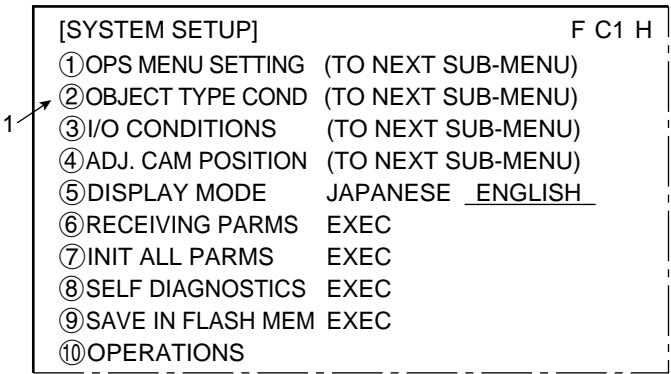 [SYSTEM SETUP] F C1 H
①OPS MENU SETTING (TO NEXT SUB-MENU)
②OBJECT TYPE COND (TO NEXT SUB-MENU)
1
③I/O CONDITIONS (TO NEXT SUB-MENU)
④ADJ. CAM POSITION (TO NEXT SUB-MENU)
⑤DISPLAY MODE JAPANESE ENGLISH
⑥RECEIVING PARMS EXEC
⑦INIT ALL PARMS EXEC
⑧SELF DIAGNOSTICS EXEC
⑨SAVE IN FLASH MEM EXEC
⑩OPERATIONS